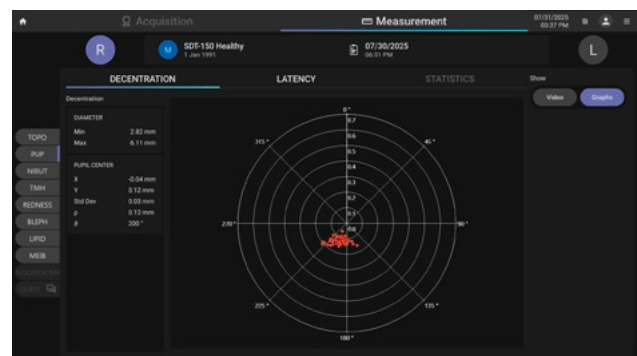 Acquisition
Measurement
07/31/2025
03:37 PM
R
M
SDT-150 Healthy
1 Jan 1991
07/30/2025
06:51 PM
L
DECENTRATION
LATENCY
STATISTICS
Show
Video
Graphs
Decentration
DIAMETER
Min 2.82 mm
Max 6.11 mm
PUPIL CENTER
X -0.04 mm
Y 0.12 mm
Std Dev 0.03 mm
ρ 0.12 mm
200 °
TOPO
PUP
NIBUT
TMH
REDNESS
BLEPH
LIPID
MEIB
0°
0.7
0.6
0.5
0.4
0.3
0.2
0.1
0.0
315 °
45 °
270 °
90 °
225 °
135 °
180 °